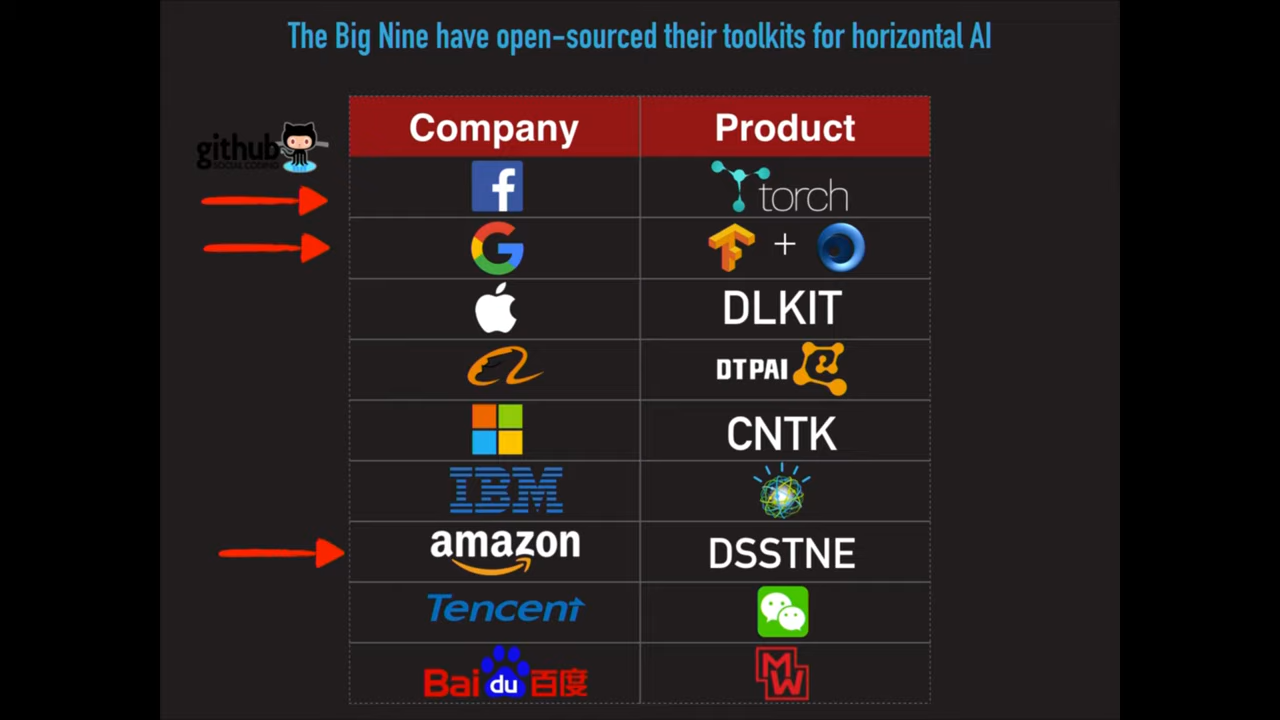 The Big Nine have open-sourced their toolkits for horizontal AI
Company Product
github
SOCIAL CODING
f torch
G +
DLKIT
DTPAI
CNTK
IBM
amazon DSSTNE
Tencent
Bai du 百度 MW